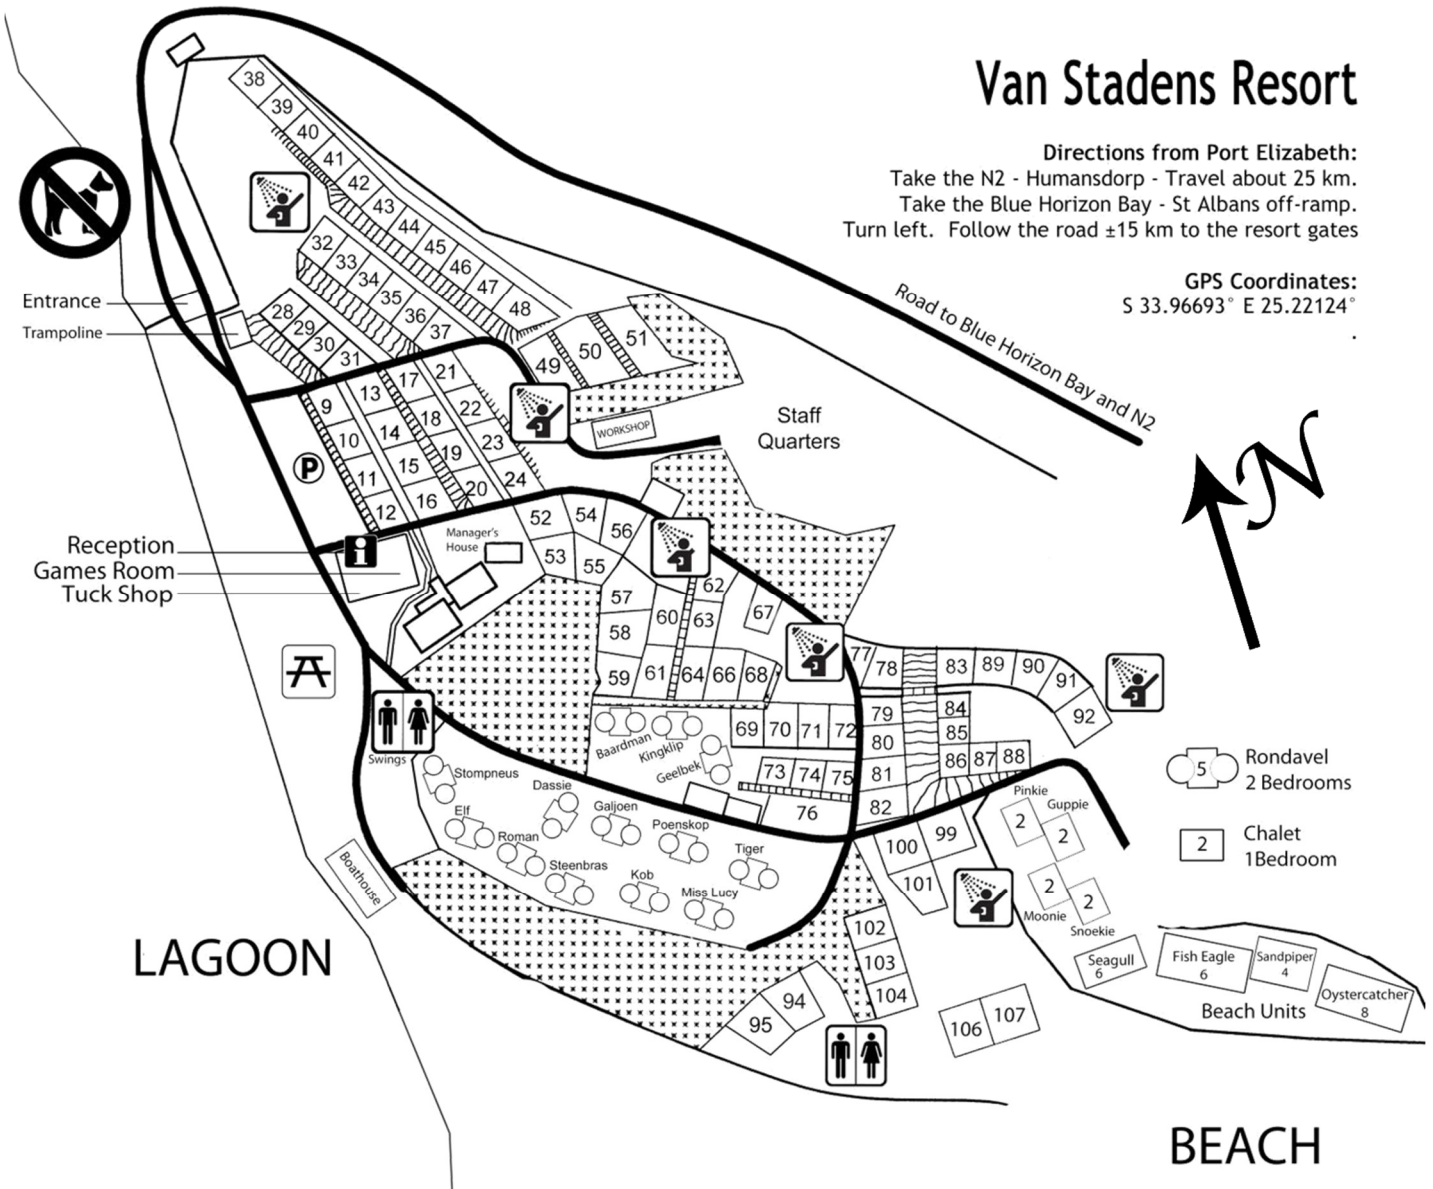 Van Stadens Resort
Directions from Port Elizabeth:
Take the N2 - Humansdorp - Travel about 25 km.
Take the Blue Horizon Bay - St Albans off-ramp.
Turn left. Follow the road ±15 km to the resort gates
GPS Coordinates:
S 33.96693° E 25.22124°
.
Road to Blue Horizon Bay and N2
N
38
39
40
41
42
43
44
45
46
47
48
32
33
34
35
36
37
Entrance
Trampoline
28
29
30
31
49
50
51
WORKSHOP
Staff
Quarters
9
10
11
12
13
14
15
16
17
18
19
20
21
22
23
24
P
Reception
Games Room
Tuck Shop
i
Manager's
House
52
53
54
55
56
57
58
59
60
61
62
63
64
66
67
68
69
70
71
72
73
74
75
76
77
78
79
80
81
82
83
84
85
86
87
88
89
90
91
92
Swings
Baardman
Kingklip
Geelbek
Stompneus
Dassie
Elf
Galjoen
Roman
Poenskop
Steenbras
Tiger
Kob
Miss Lucy
Boathouse
5
Rondavel
2 Bedrooms
2
Chalet
1Bedroom
Pinkie
2
Guppie
2
2
Moonie
2
Snoekie
99
100
101
102
103
104
94
95
106
107
Seagull
6
Fish Eagle
6
Sandpiper
4
Oystercatcher
8
Beach Units
LAGOON
BEACH